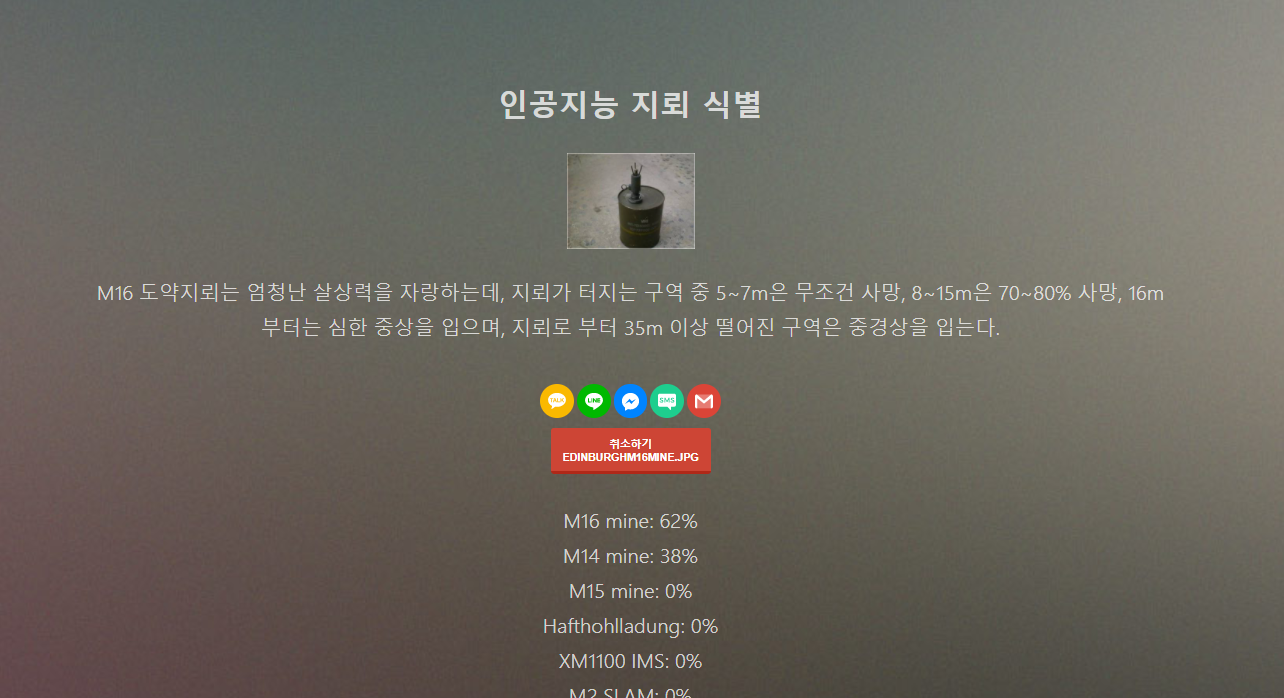 인공지능 지뢰 식별
M16 도약지뢰는 엄청난 살상력을 자랑하는데, 지뢰가 터지는 구역 중 5~7m은 무조건 사망, 8~15m은 70~80% 사망, 16m
부터는 심한 중상을 입으며, 지뢰로 부터 35m 이상 떨어진 구역은 중경상을 입는다.
TALK LINE SMS
취소하기
EDINBURGHM16MINE.JPG
M16 mine: 62%
M14 mine: 38%
M15 mine: 0%
Hafthohlladung: 0%
XM1100 IMS: 0%
M2 SLAM: 0%